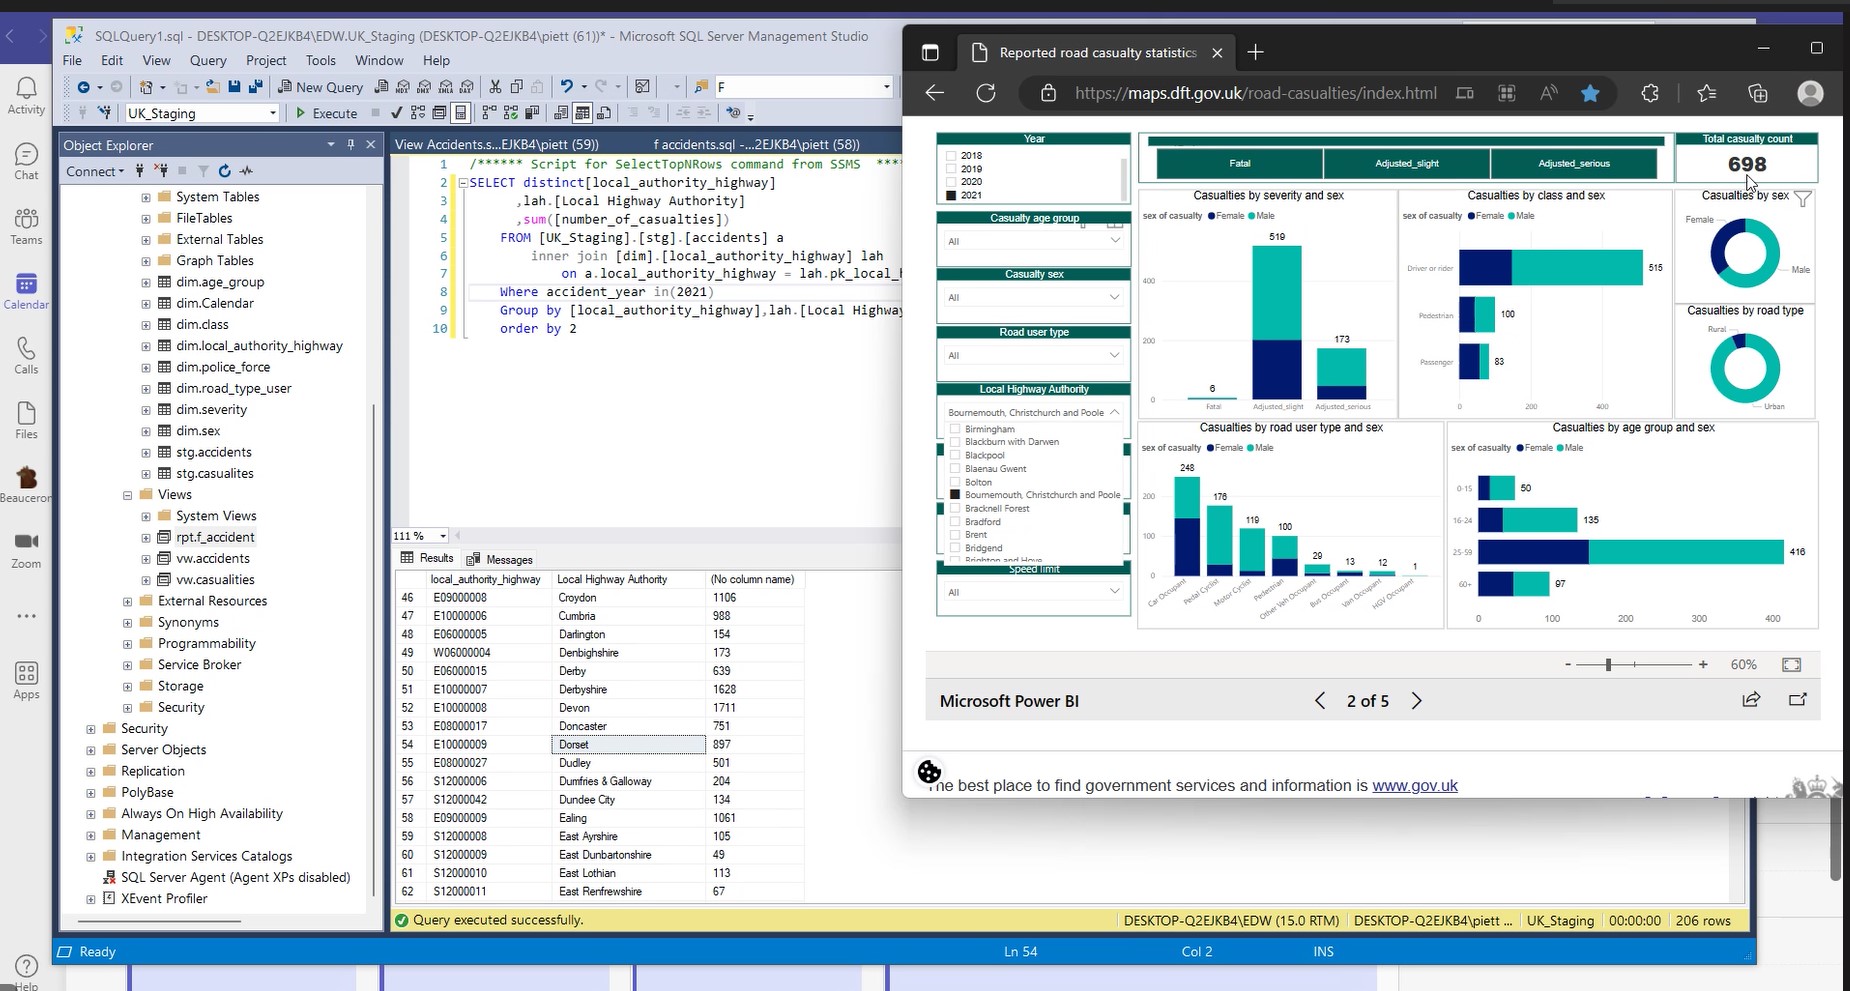 SQLQuery1.sql - DESKTOP-Q2EJKB4\EDW.UK_Staging (DESKTOP-Q2EJKB4\piett (61))* - Microsoft SQL Server Management Studio
File Edit View Query Project Tools Window Help
New Query
F
UK_Staging
Execute
Activity
Chat
Teams
Calendar
Calls
Files
Beauceron
Zoom
Apps
Help
Object Explorer
Connect
System Tables
FileTables
External Tables
Graph Tables
dim.age_group
dim.Calendar
dim.class
dim.local_authority_highway
dim.police_force
dim.road_type_user
dim.severity
dim.sex
stg.accidents
stg.casualites
Views
System Views
rpt.f_accident
vw.accidents
vw.casualities
External Resources
Synonyms
Programmability
Service Broker
Storage
Security
Security
Server Objects
Replication
PolyBase
Always On High Availability
Management
Integration Services Catalogs
SQL Server Agent (Agent XPs disabled)
XEvent Profiler
View Accidents.s...EJKB4\piett (59)) f accidents.sql -...2EJKB4\piett (58))
1 /****** Script for SelectTopNRows command from SSMS ****
2 SELECT distinct[local_authority_highway]
3 ,lah.[Local Highway Authority]
4 ,sum([number_of_casualties])
5 FROM [UK_Staging].[stg].[accidents] a
6 inner join [dim].[local_authority_highway] lah
7 on a.local_authority_highway = lah.pk_local_h
8 Where accident_year in(2021)
9 Group by [local_authority_highway],lah.[Local Highway
10 order by 2
111 %
Results Messages
local_authority_highway Local Highway Authority (No column name)
46 E09000008 Croydon 1106
47 E10000006 Cumbria 988
48 E06000005 Darlington 154
49 W06000004 Denbighshire 173
50 E06000015 Derby 639
51 E10000007 Derbyshire 1628
52 E10000008 Devon 1711
53 E08000017 Doncaster 751
54 E10000009 Dorset 897
55 E08000027 Dudley 501
56 S12000006 Dumfries & Galloway 204
57 S12000042 Dundee City 134
58 E09000009 Ealing 1061
59 S12000008 East Ayrshire 105
60 S12000009 East Dunbartonshire 49
61 S12000010 East Lothian 113
62 S12000011 East Renfrewshire 67
Query executed successfully.
DESKTOP-Q2EJKB4\EDW (15.0 RTM) DESKTOP-Q2EJKB4\piett ... UK_Staging 00:00:00 206 rows
Ready Ln 54 Col 2 INS
Reported road casualty statistics
https://maps.dft.gov.uk/road-casualties/index.html
Year
2018
2019
2020
2021
Casualty age group
All
Casualty sex
All
Road user type
All
Local Highway Authority
Bournemouth, Christchurch and Poole
Birmingham
Blackburn with Darwen
Blackpool
Blaenau Gwent
Bolton
Bournemouth, Christchurch and Poole
Bracknell Forest
Bradford
Brent
Bridgend
Brighton and Hove
Speed limit
All
Fatal Adjusted_slight Adjusted_serious
Total casualty count
698
Casualties by severity and sex
sex of casualty Female Male
519
400
200
173
6
0
Fatal Adjusted_slight Adjusted_serious
Casualties by class and sex
sex of casualty Female Male
Driver or rider 515
Pedestrian 100
Passenger 83
0 200 400
Casualties by sex
Female
Male
Casualties by road type
Rural
Urban
Casualties by road user type and sex
sex of casualty Female Male
248
200
176
119
100
100
29
13
12
1
0
Car Occupant Pedal Cyclist Motor Cyclist Pedestrian Other Veh Occupant Bus Occupant Van Occupant HGV Occupant
Casualties by age group and sex
sex of casualty Female Male
0-15 50
16-24 135
25-59 416
60+ 97
0 100 200 300 400
- + 60%
Microsoft Power BI
2 of 5
The best place to find government services and information is www.gov.uk